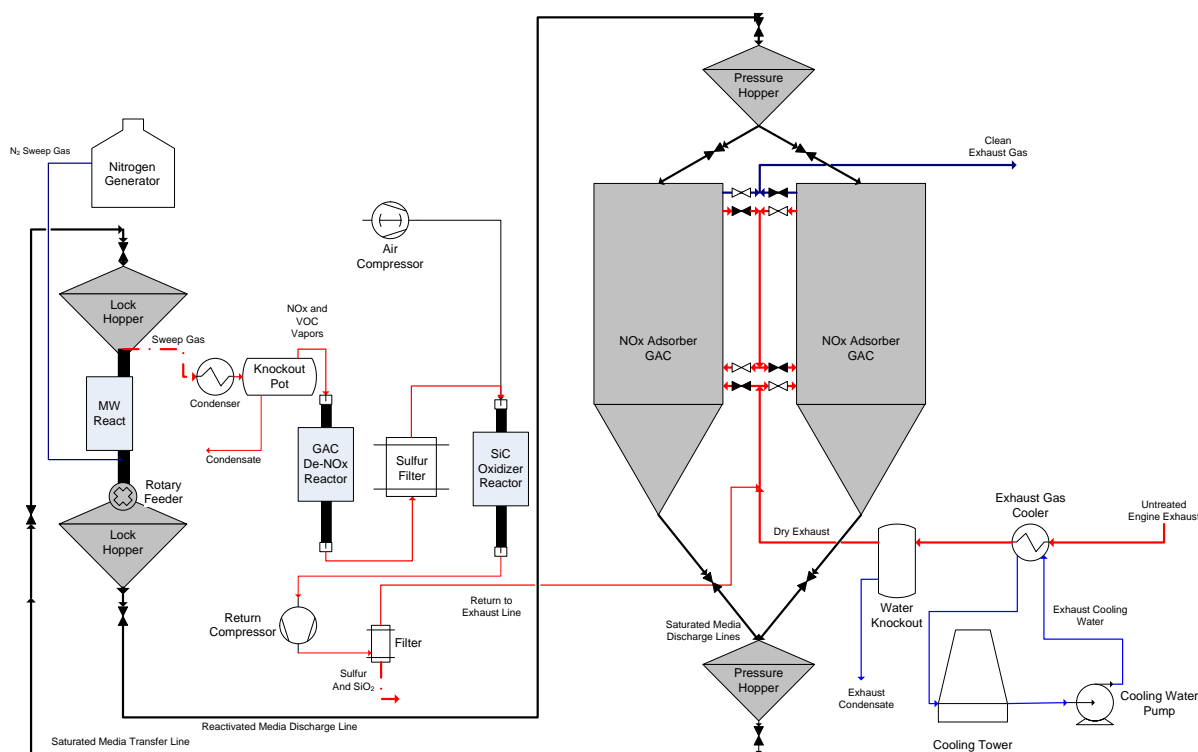 Pressure
Hopper
N₂ Sweep Gas
Nitrogen
Generator
Clean
Exhaust Gas
Air
Compressor
Lock
Hopper
NOx and
VOC
Vapors
Sweep Gas
Knockout
Pot
Condenser
NOx Adsorber
GAC
NOx Adsorber
GAC
MW
React
Condensate
GAC
De-NOx
Reactor
Sulfur
Filter
SiC
Oxidizer
Reactor
Rotary
Feeder
Lock
Hopper
Exhaust Gas
Cooler
Untreated
Engine Exhaust
Dry Exhaust
Return to
Exhaust Line
Water
Knockout
Exhaust Cooling
Water
Return
Compressor
Filter
Saturated Media
Discharge Lines
Pressure
Hopper
Sulfur
And SiO₂
Exhaust
Condensate
Cooling Water
Pump
Cooling Tower
Reactivated Media Discharge Line
Saturated Media Transfer Line